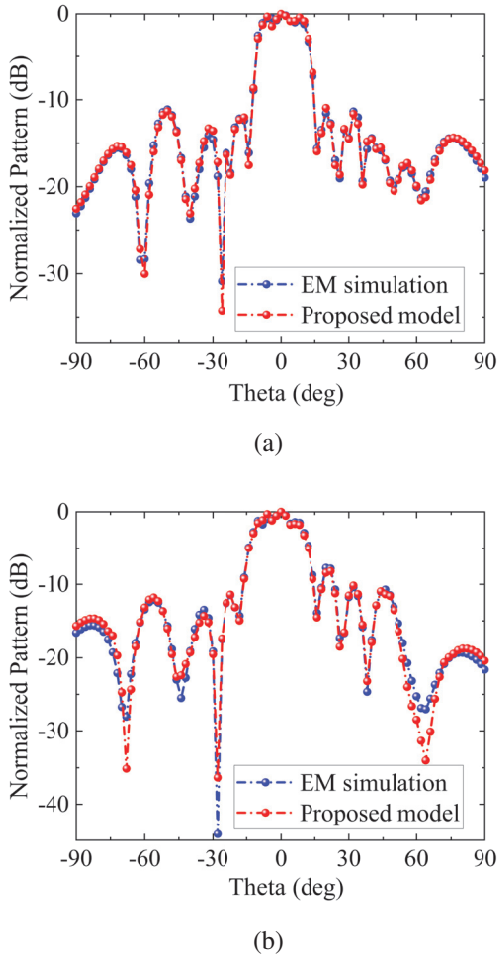 0
-10
-20
-30
Normalized Pattern (dB)
EM simulation
Proposed model
-90 -60 -30 0 30 60 90
Theta (deg)
(a)
0
-10
-20
-30
-40
Normalized Pattern (dB)
EM simulation
Proposed model
-90 -60 -30 0 30 60 90
Theta (deg)
(b)